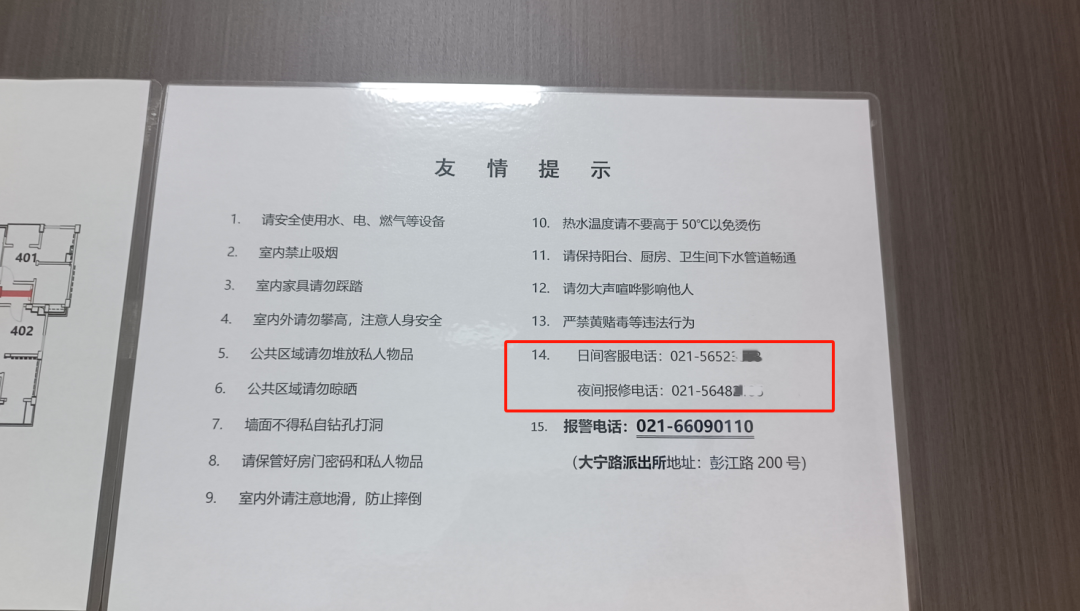 友情提示
1. 请安全使用水、电、燃气等设备
2. 室内禁止吸烟
3. 室内家具请勿踩踏
4. 室内外请勿攀高，注意人身安全
5. 公共区域请勿堆放私人物品
6. 公共区域请勿晾晒
7. 墙面不得私自钻孔打洞
8. 请保管好房门密码和私人物品
9. 室内外请注意地滑，防止摔倒
10. 热水温度请不要高于 50℃以免烫伤
11. 请保持阳台、厨房、卫生间下水管道畅通
12. 请勿大声喧哗影响他人
13. 严禁黄赌毒等违法行为
14. 日间客服电话：021-5652
夜间报修电话：021-5648
15. 报警电话：021-66090110
（大宁路派出所地址：彭江路 200 号）
401
402